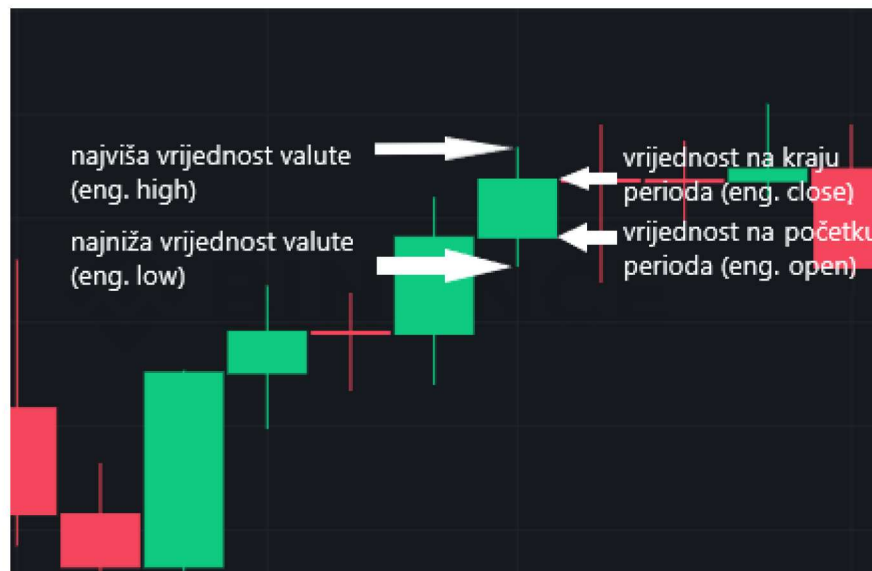 najviša vrijednost valute
(eng. high)
najniža vrijednost valute
(eng. low)
vrijednost na kraju
perioda (eng. close)
vrijednost na početku
perioda (eng. open)
BINANCE